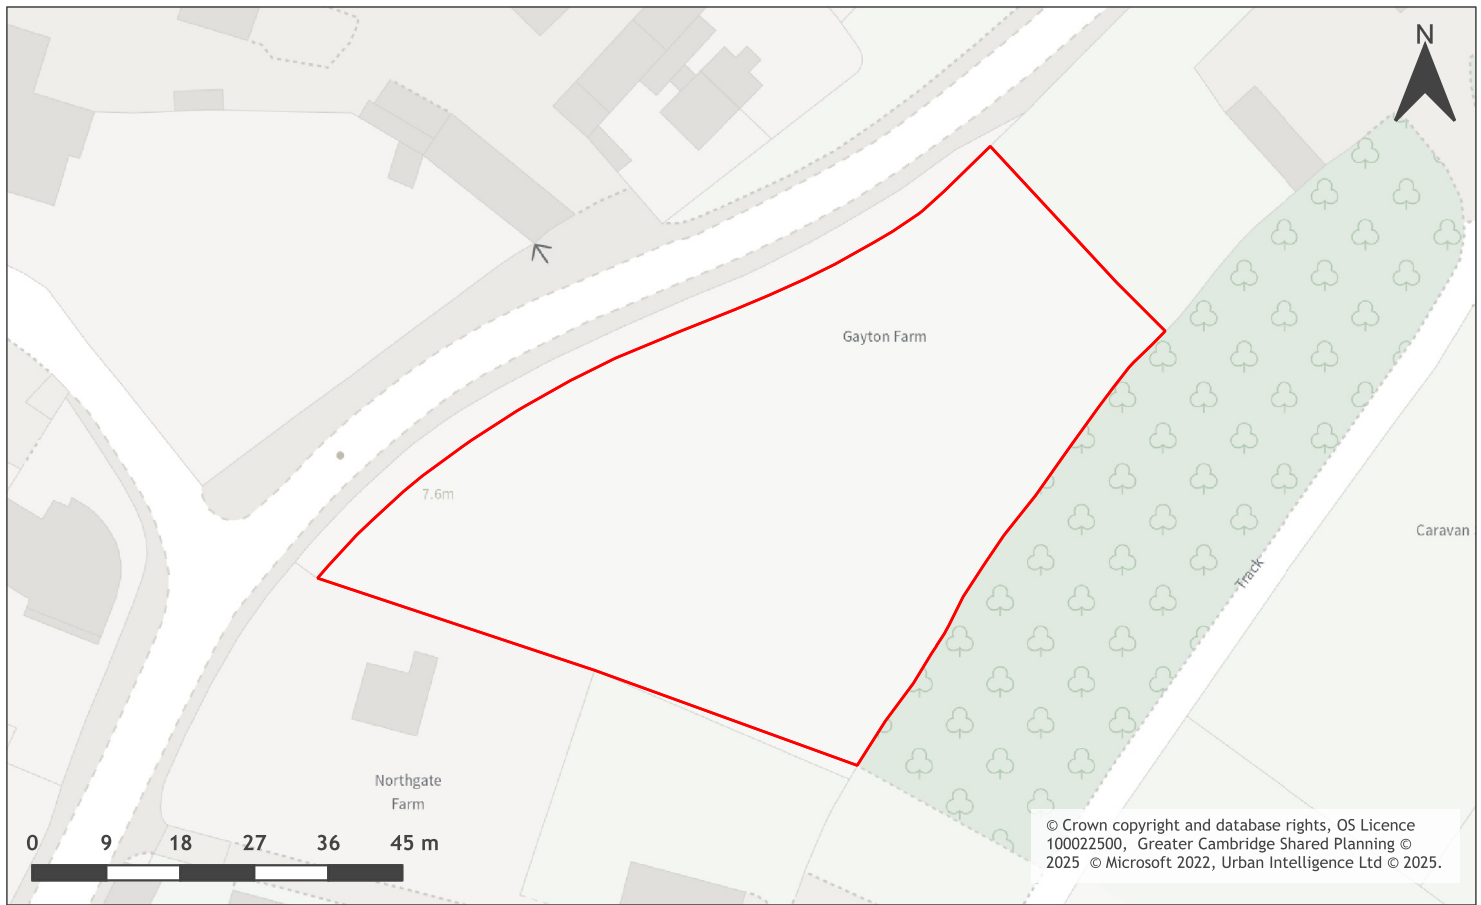 N
Gayton Farm
7.6m
Caravan
Track
Northgate
Farm
0 9 18 27 36 45 m
© Crown copyright and database rights, OS Licence
100022500, Greater Cambridge Shared Planning ©
2025 © Microsoft 2022, Urban Intelligence Ltd © 2025.